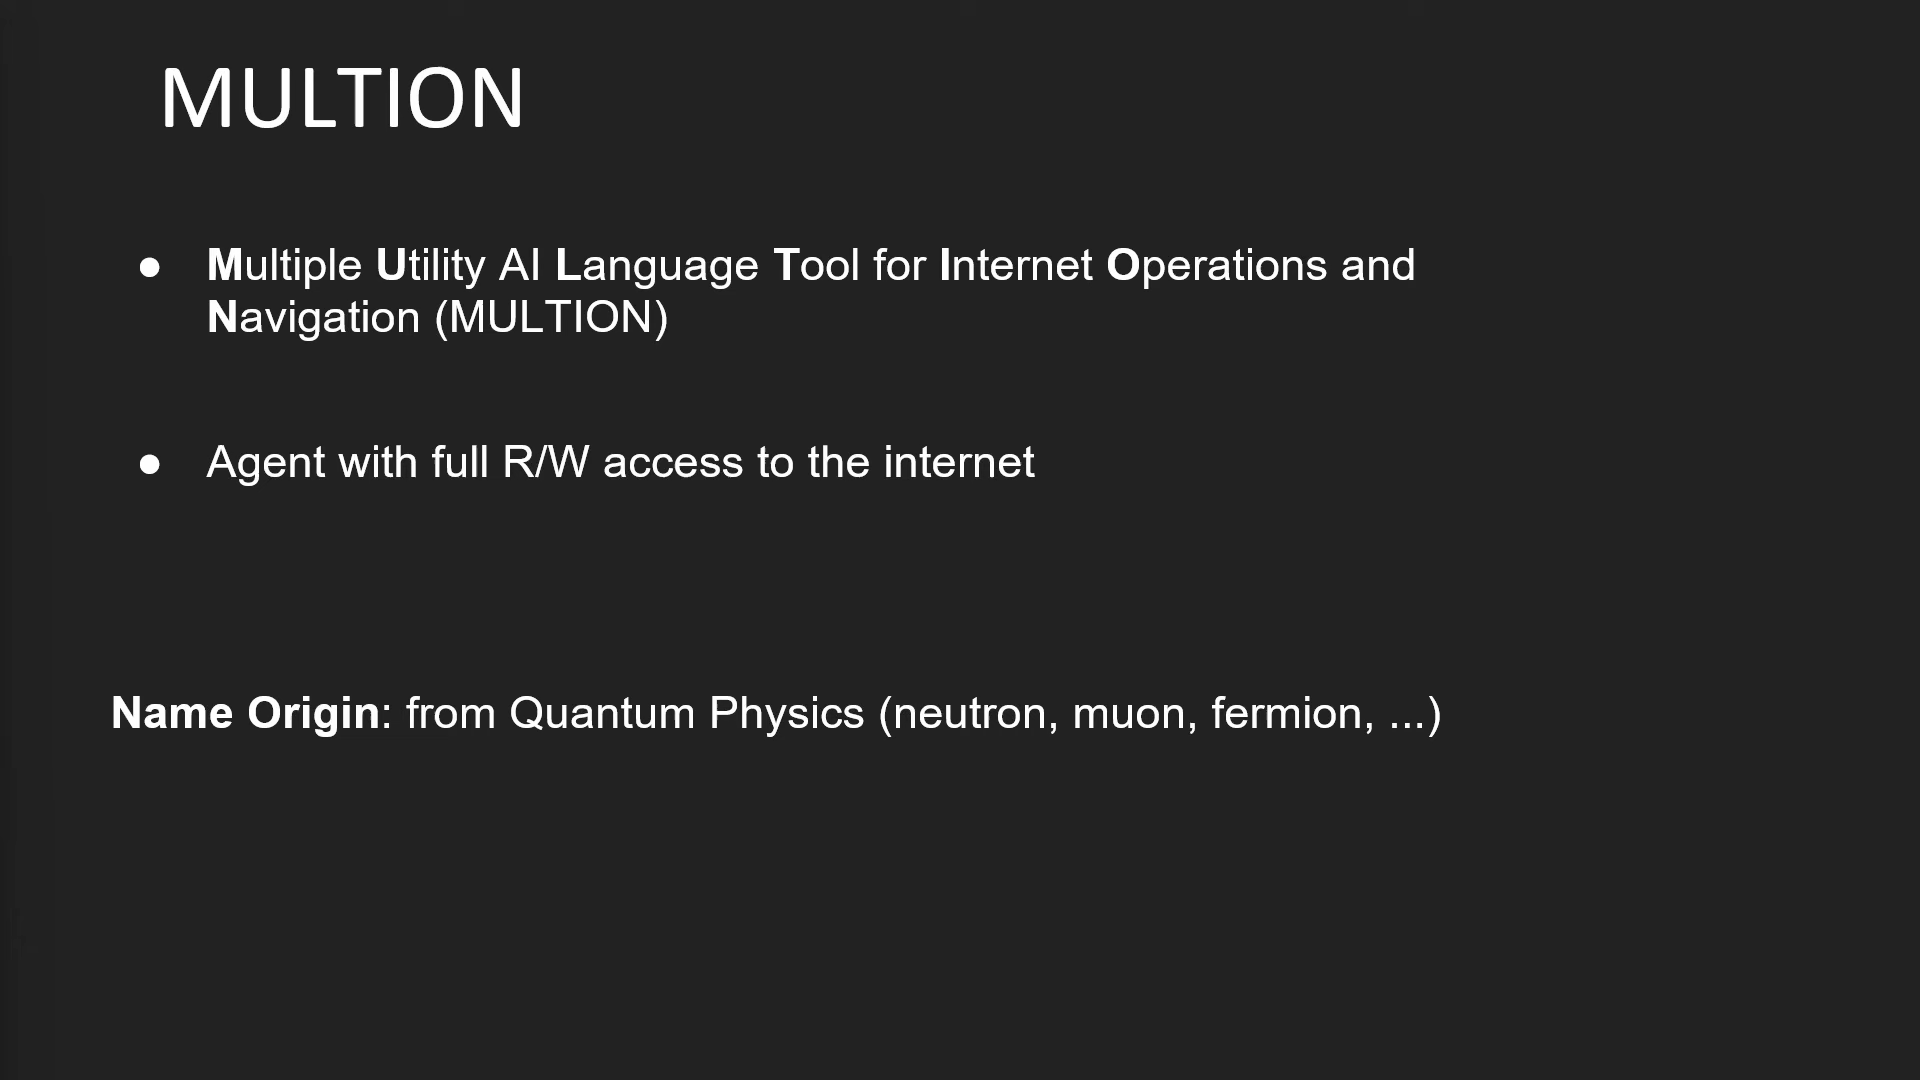 MULTION
● Multiple Utility AI Language Tool for Internet Operations and
Navigation (MULTION)
● Agent with full R/W access to the internet
Name Origin: from Quantum Physics (neutron, muon, fermion, ...)